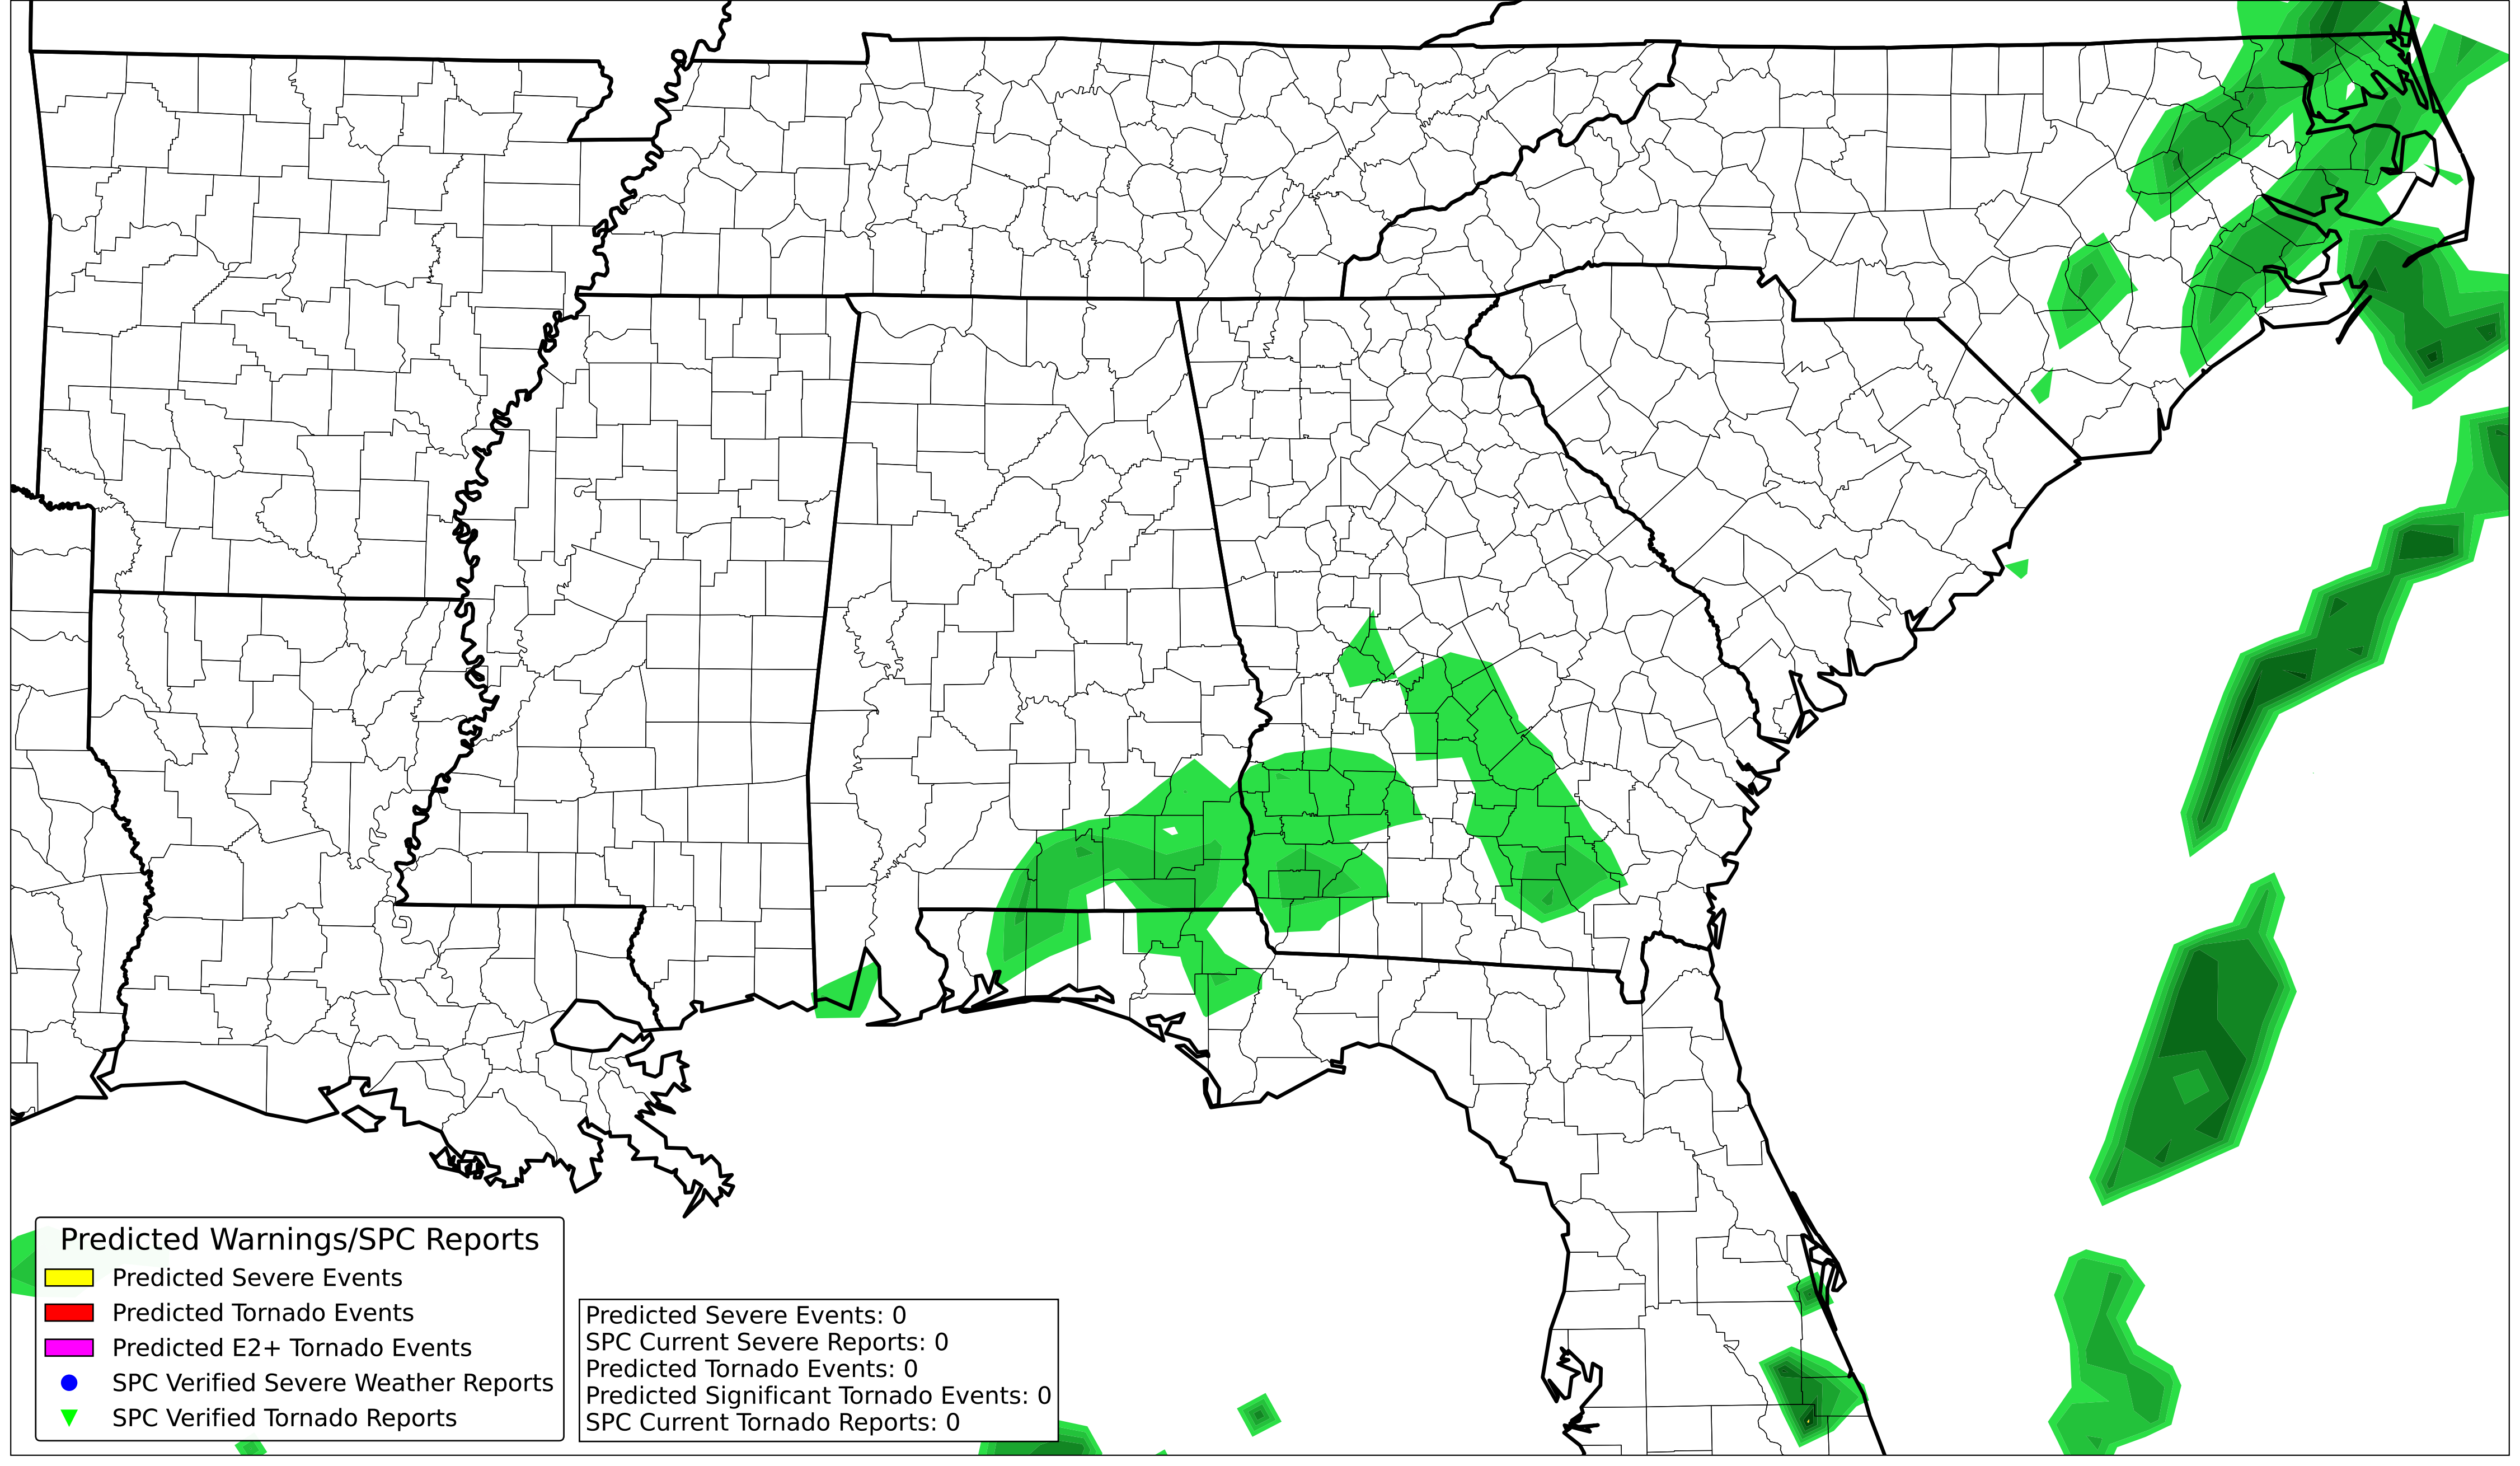 Predicted Warnings/SPC Reports
Predicted Severe Events
Predicted Tornado Events
Predicted E2+ Tornado Events
SPC Verified Severe Weather Reports
SPC Verified Tornado Reports
Predicted Severe Events: 0
SPC Current Severe Reports: 0
Predicted Tornado Events: 0
Predicted Significant Tornado Events: 0
SPC Current Tornado Reports: 0